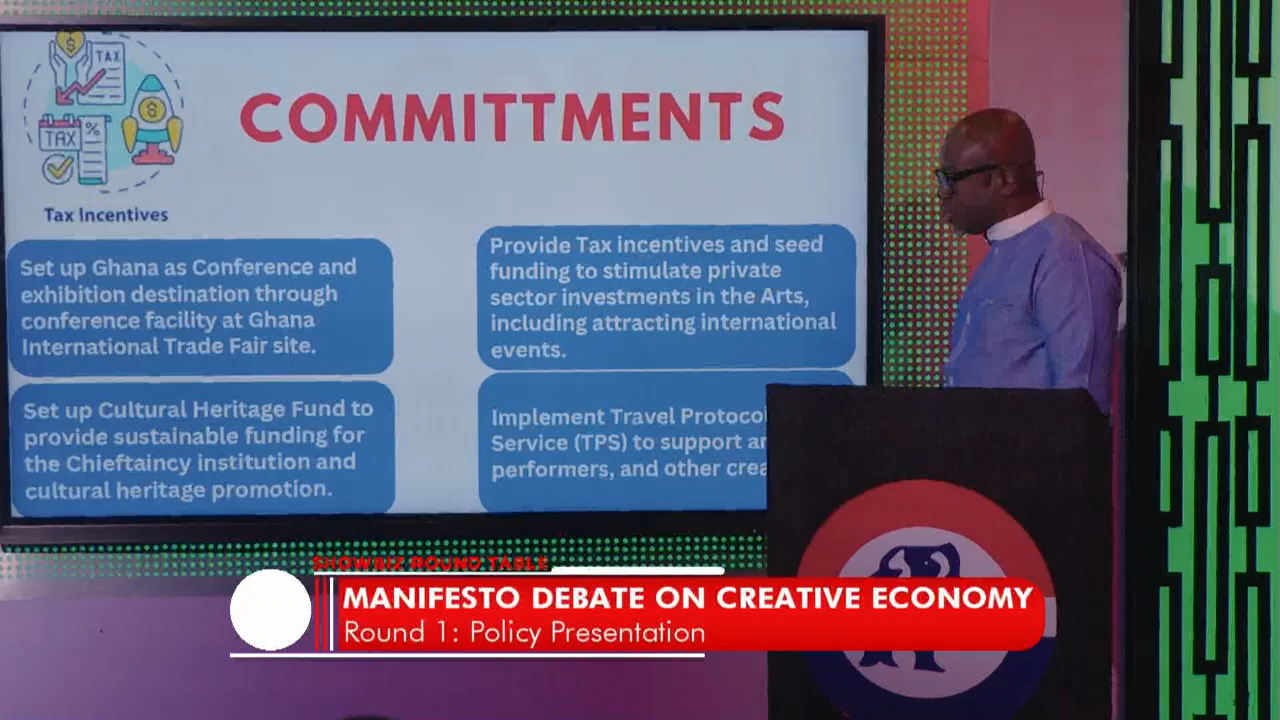 TAX
TAX
%
COMMITTMENTS
Tax Incentives
Set up Ghana as Conference and
exhibition destination through
conference facility at Ghana
International Trade Fair site.
Provide Tax incentives and seed
funding to stimulate private
sector investments in the Arts,
including attracting international
events.
Set up Cultural Heritage Fund to
provide sustainable funding for
the Chieftaincy institution and
cultural heritage promotion.
Implement Travel Protocol
Service (TPS) to support
performers, and other
SHOWBIZ ROUND TABLE
MANIFESTO DEBATE ON CREATIVE ECONOMY
Round 1: Policy Presentation